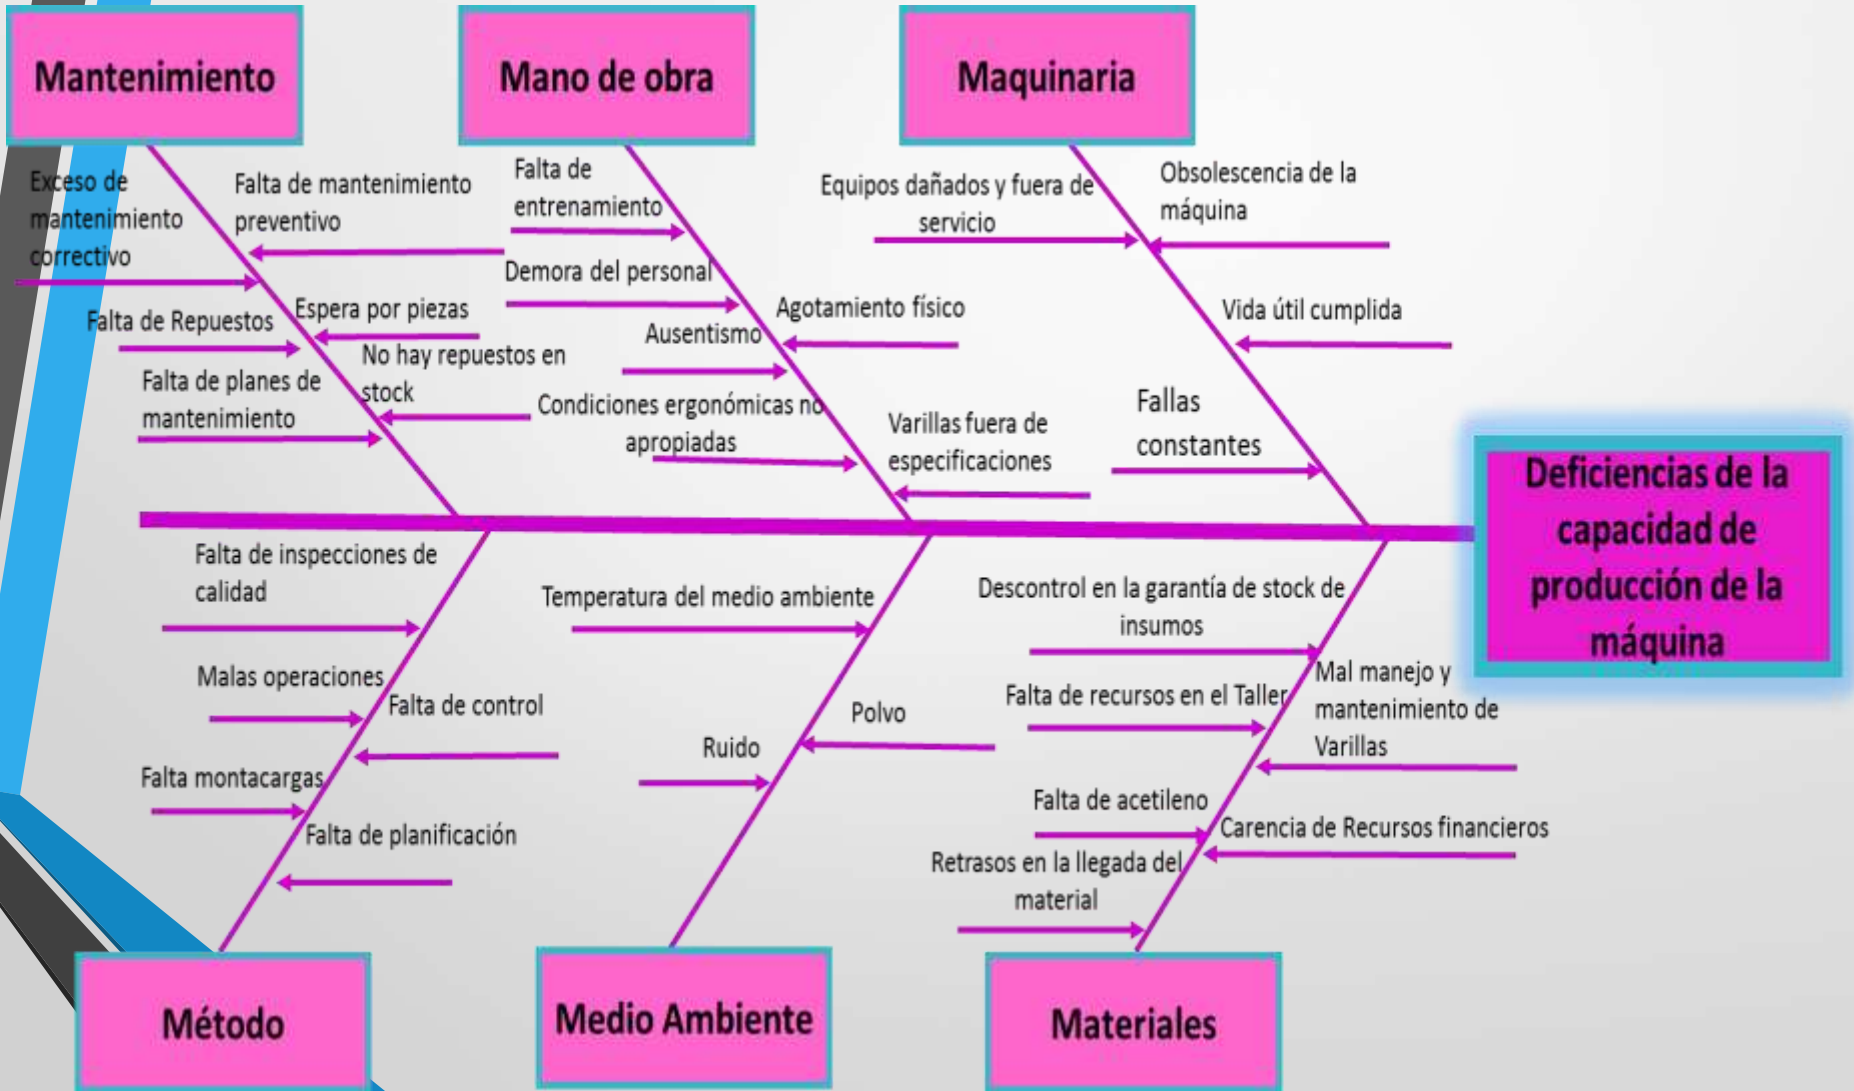 Mantenimiento
Mano de obra
Maquinaria
Exceso de
mantenimiento
correctivo
Falta de mantenimiento
preventivo
Falta de Repuestos
Espera por piezas
No hay repuestos en
stock
Falta de planes de
mantenimiento
Falta de
entrenamiento
Demora del personal
Agotamiento físico
Ausentismo
Condiciones ergonómicas no
apropiadas
Varillas fuera de
especificaciones
Equipos dañados y fuera de
servicio
Obsolescencia de la
máquina
Vida útil cumplida
Fallas
constantes
Deficiencias de la
capacidad de
producción de la
máquina
Falta de inspecciones de
calidad
Malas operaciones
Falta de control
Falta montacargas
Falta de planificación
Temperatura del medio ambiente
Polvo
Ruido
Descontrol en la garantía de stock de
insumos
Falta de recursos en el Taller
Mal manejo y
mantenimiento de
Varillas
Falta de acetileno
Carencia de Recursos financieros
Retrasos en la llegada del
material
Método
Medio Ambiente
Materiales